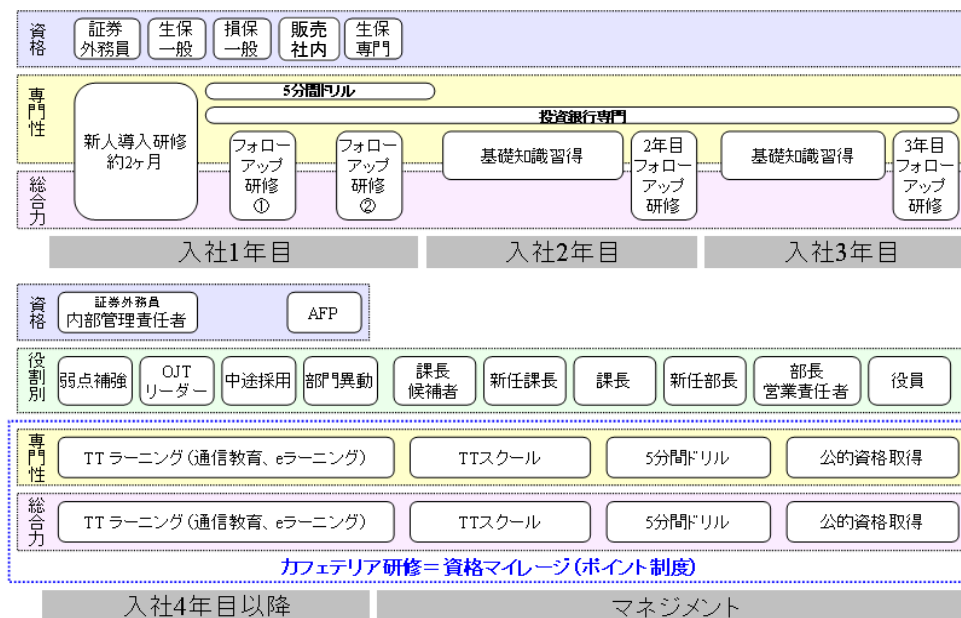 資格
証券
外務員
生保
一般
損保
一般
販売
社内
生保
専門
専門性
新人導入研修
約2ヶ月
5分間ドリル
投資銀行専門
フォロー
アップ
研修
①
フォロー
アップ
研修
②
基礎知識習得
2年目
フォロー
アップ
研修
基礎知識習得
3年目
フォロー
アップ
研修
総合力
入社1年目
入社2年目
入社3年目
資格
証券外務員
内部管理責任者
AFP
役割別
弱点補強
OJT
リーダー
中途採用
部門異動
課長
候補者
新任課長
課長
新任部長
部長
営業責任者
役員
専門性
TTラーニング(通信教育、eラーニング)
TTスクール
5分間ドリル
公的資格取得
総合力
TTラーニング(通信教育、eラーニング)
TTスクール
5分間ドリル
公的資格取得
カフェテリア研修=資格マイレージ(ポイント制度)
入社4年目以降
マネジメント